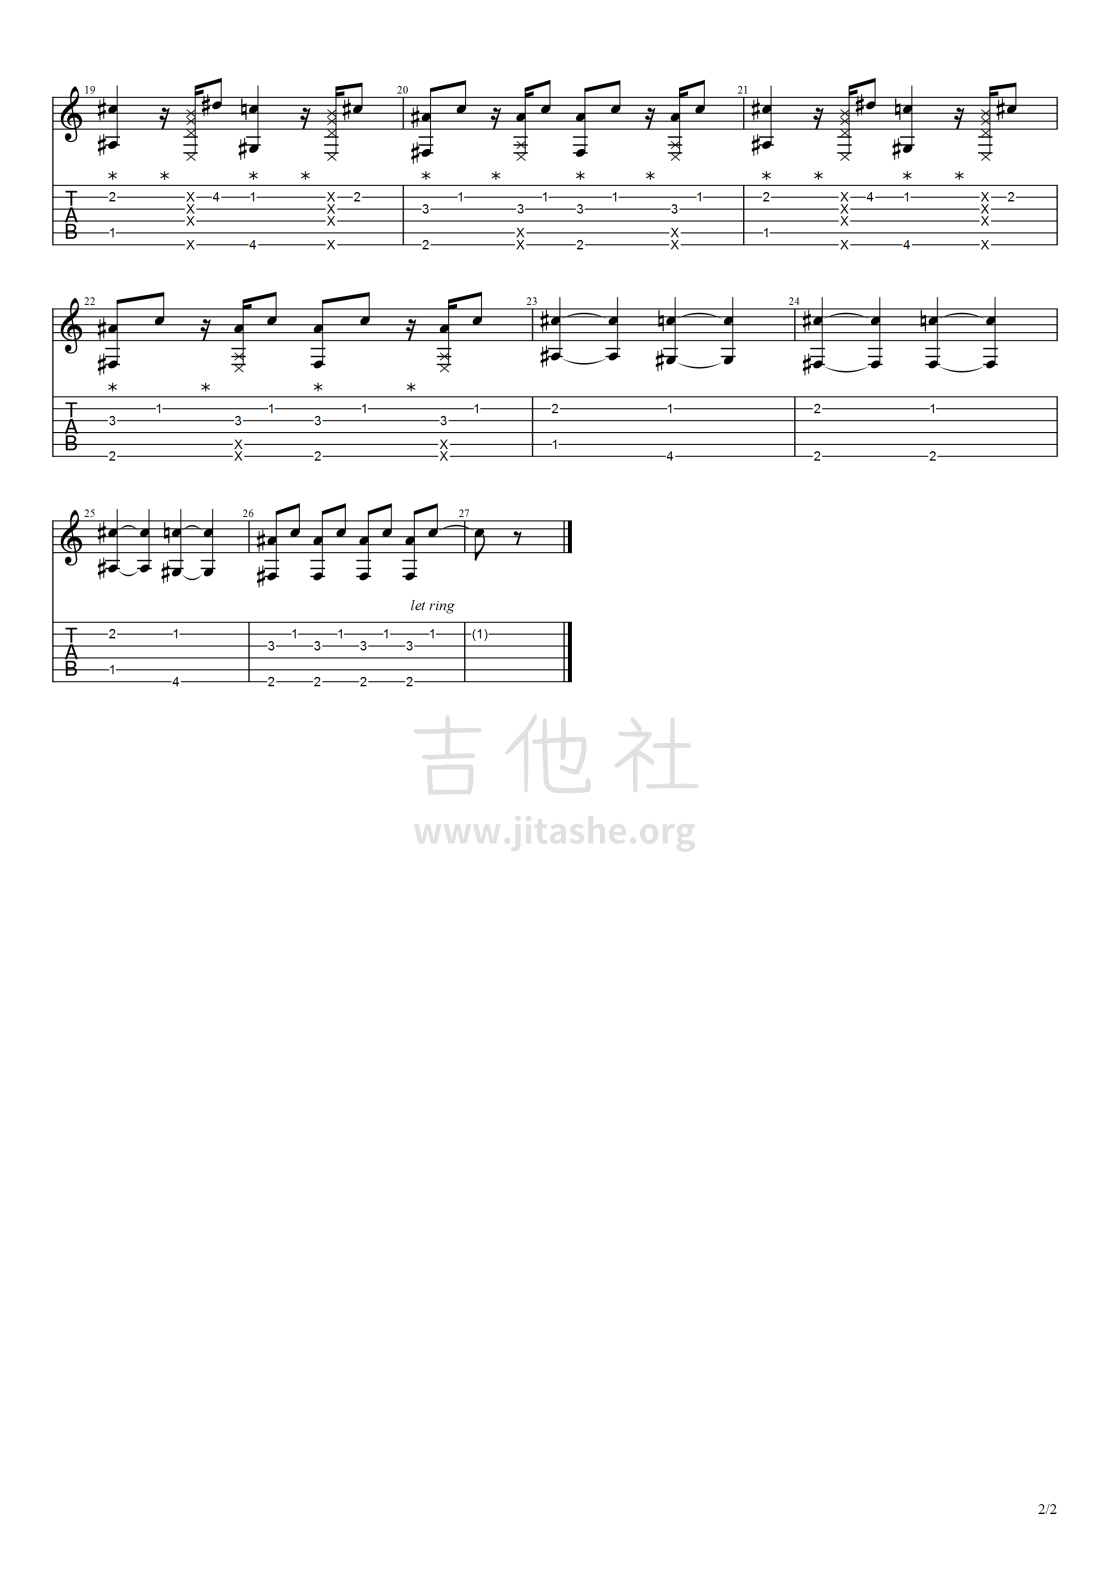 19 20 21
* * * * * * * * * * * *
2 X 4 1 X 2 1 1 1 1 2 X 4 1 X 2
T X X 3 3 3 3 X X
A X X X X
B 1 X X 1
X 4 X 2 X 2 X X 4 X
22 23 24
* * * *
T 1 1 1 1 2 1 2 1
A 3 3 3 3
B X X 1
2 X 2 X 4 2 2
25 26 27
let ring
T 2 1 1 1 1 1 (1)
A 3 3 3 3
B 1
4 2 2 2 2
吉他社
www.jitashe.org
2/2